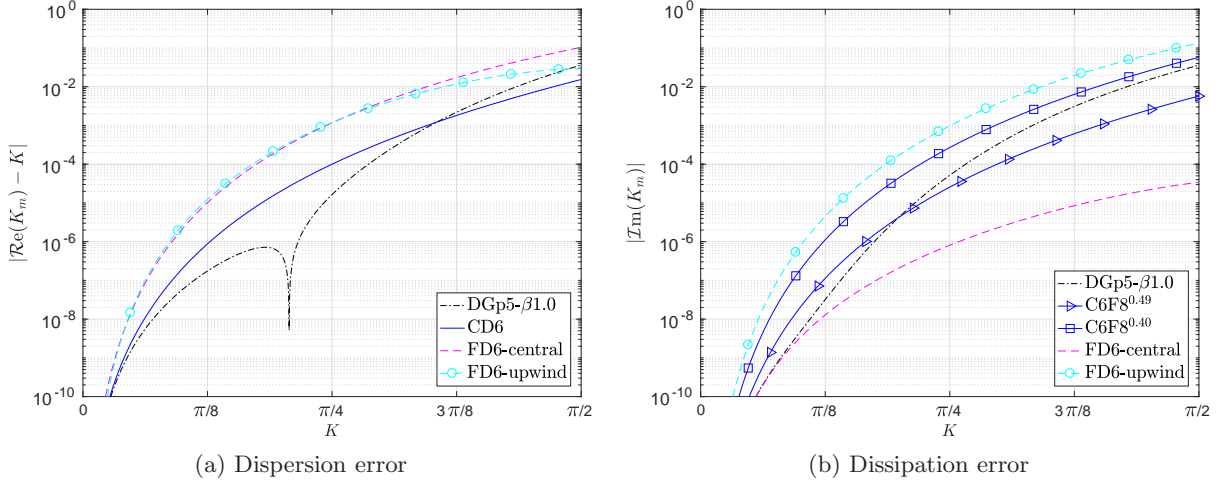 10^0
10^-2
10^-4
10^-6
10^-8
10^-10
|Re(K_m) − K|
0
π/8
π/4
3π/8
π/2
K
DGp5-β1.0
CD6
FD6-central
FD6-upwind
(a) Dispersion error
10^0
10^-2
10^-4
10^-6
10^-8
10^-10
|Im(K_m)|
0
π/8
π/4
3π/8
π/2
K
DGp5-β1.0
C6F8^0.49
C6F8^0.40
FD6-central
FD6-upwind
(b) Dissipation error